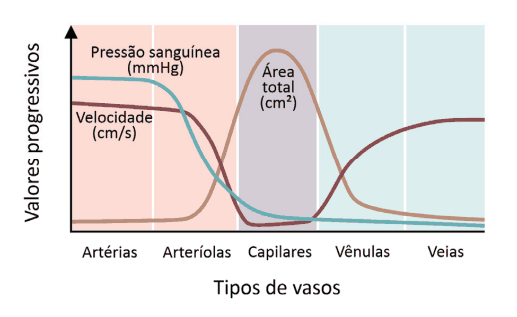 Valores progressivos
Pressão sanguínea
(mmHg)
Área
total
(cm²)
Velocidade
(cm/s)
Artérias
Arteríolas
Capilares
Vênulas
Veias
Tipos de vasos